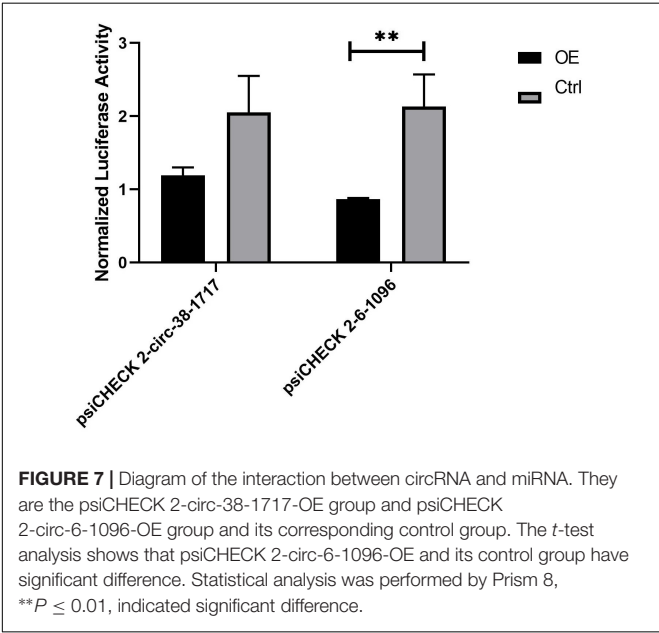 3
2
1
0
Normalized Luciferase Activity
**
OE
Ctrl
psiCHECK 2-circ-38-1717
psiCHECK 2-6-1096
FIGURE 7 | Diagram of the interaction between circRNA and miRNA. They
are the psiCHECK 2-circ-38-1717-OE group and psiCHECK
2-circ-6-1096-OE group and its corresponding control group. The t-test
analysis shows that psiCHECK 2-circ-6-1096-OE and its control group have
significant difference. Statistical analysis was performed by Prism 8,
**P ≤ 0.01, indicated significant difference.